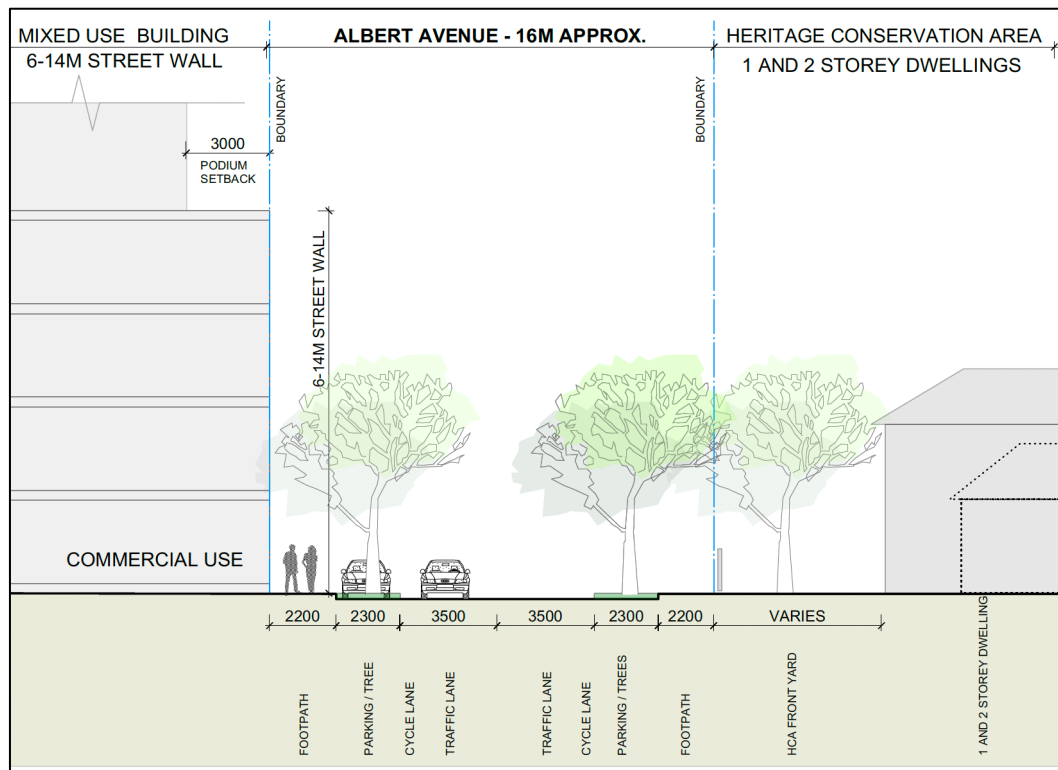 MIXED USE BUILDING
6-14M STREET WALL
ALBERT AVENUE - 16M APPROX.
HERITAGE CONSERVATION AREA
1 AND 2 STOREY DWELLINGS
BOUNDARY
BOUNDARY
3000
PODIUM
SETBACK
6-14M STREET WALL
COMMERCIAL USE
2200
2300
3500
3500
2300
2200
VARIES
FOOTPATH
PARKING / TREE
CYCLE LANE
TRAFFIC LANE
TRAFFIC LANE
CYCLE LANE
PARKING / TREES
FOOTPATH
HCA FRONT YARD
1 AND 2 STOREY DWELLING